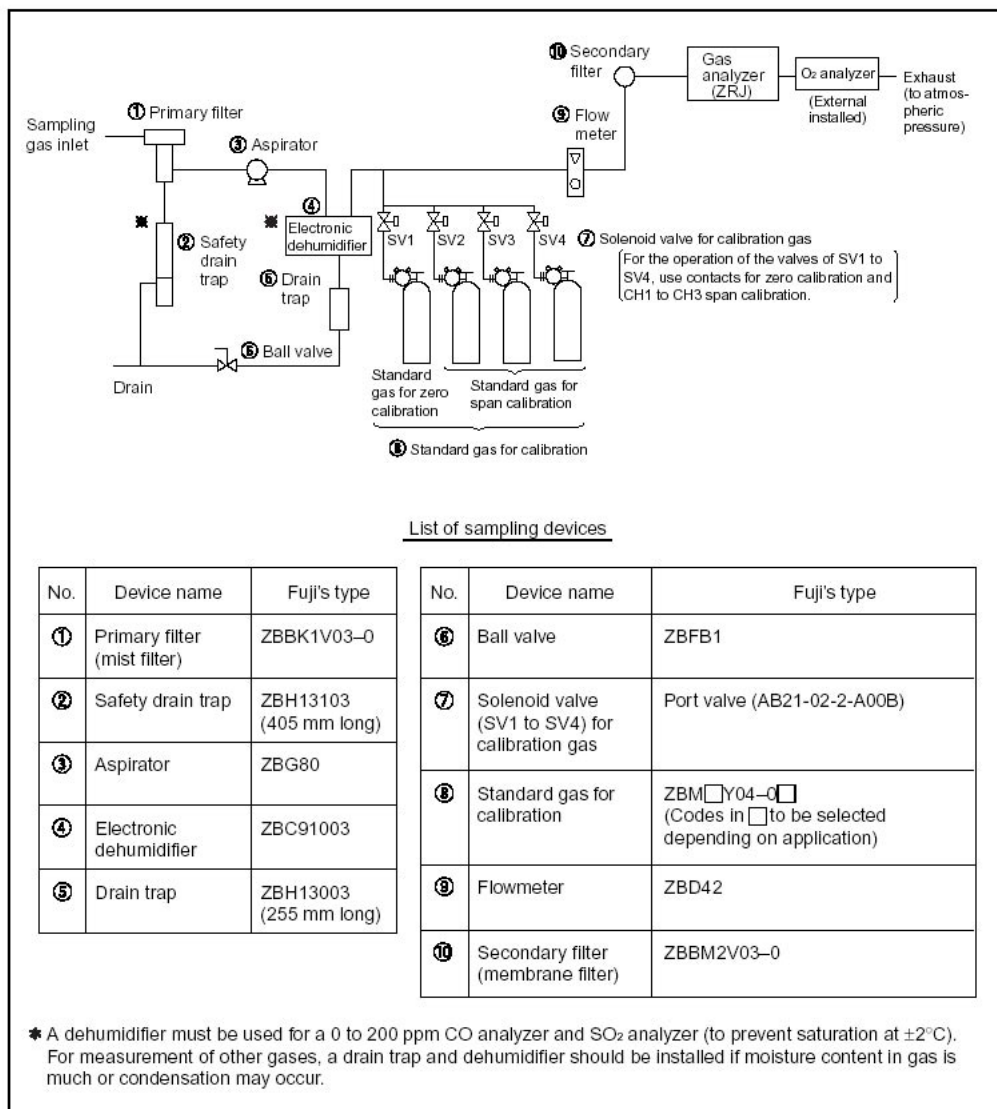 ⑩ Secondary
filter
Gas
analyzer
(ZRJ)
O₂ analyzer
(External
installed)
Exhaust
(to atmos-
pheric
pressure)
① Primary filter
Sampling
gas inlet
⑨ Flow
meter
③ Aspirator
④
✱
✱
Electronic
dehumidifier
② Safety
drain
trap
SV1
SV2
SV3
SV4
⑦ Solenoid valve for calibration gas
For the operation of the valves of SV1 to
SV4, use contacts for zero calibration and
CH1 to CH3 span calibration.
⑤ Drain
trap
⑥ Ball valve
Drain
Standard
gas for zero
calibration
Standard gas for
span calibration
⑧ Standard gas for calibration
List of sampling devices
No. Device name Fuji's type
① Primary filter ZBBK1V03–0
(mist filter)
② Safety drain trap ZBH13103
(405 mm long)
③ Aspirator ZBG80
④ Electronic ZBC91003
dehumidifier
⑤ Drain trap ZBH13003
(255 mm long)
No. Device name Fuji's type
⑥ Ball valve ZBFB1
⑦ Solenoid valve Port valve (AB21-02-2-A00B)
(SV1 to SV4) for
calibration gas
⑧ Standard gas for ZBM□Y04–0□
calibration (Codes in □ to be selected
depending on application)
⑨ Flowmeter ZBD42
⑩ Secondary filter ZBBM2V03–0
(membrane filter)
✱ A dehumidifier must be used for a 0 to 200 ppm CO analyzer and SO₂ analyzer (to prevent saturation at ±2°C).
For measurement of other gases, a drain trap and dehumidifier should be installed if moisture content in gas is
much or condensation may occur.